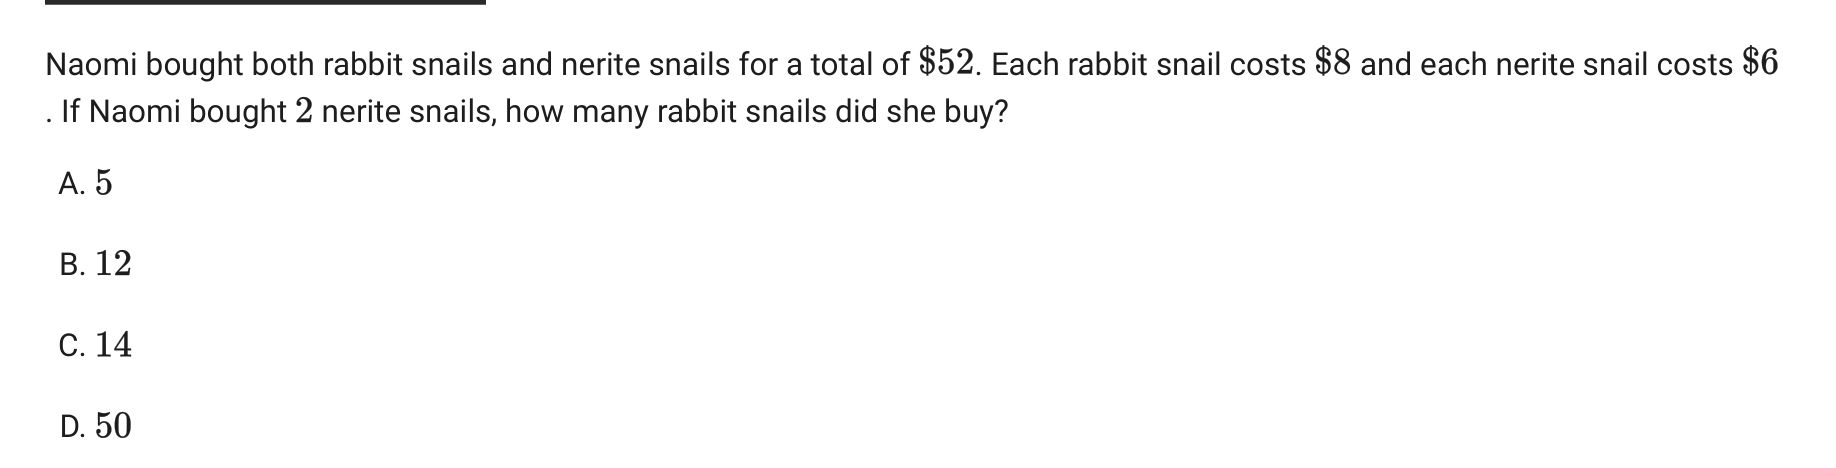 Naomi bought both rabbit snails and nerite snails for a total of $52. Each rabbit snail costs $8 and each nerite snail costs $6
. If Naomi bought 2 nerite snails, how many rabbit snails did she buy?
A. 5
B. 12
C. 14
D. 50